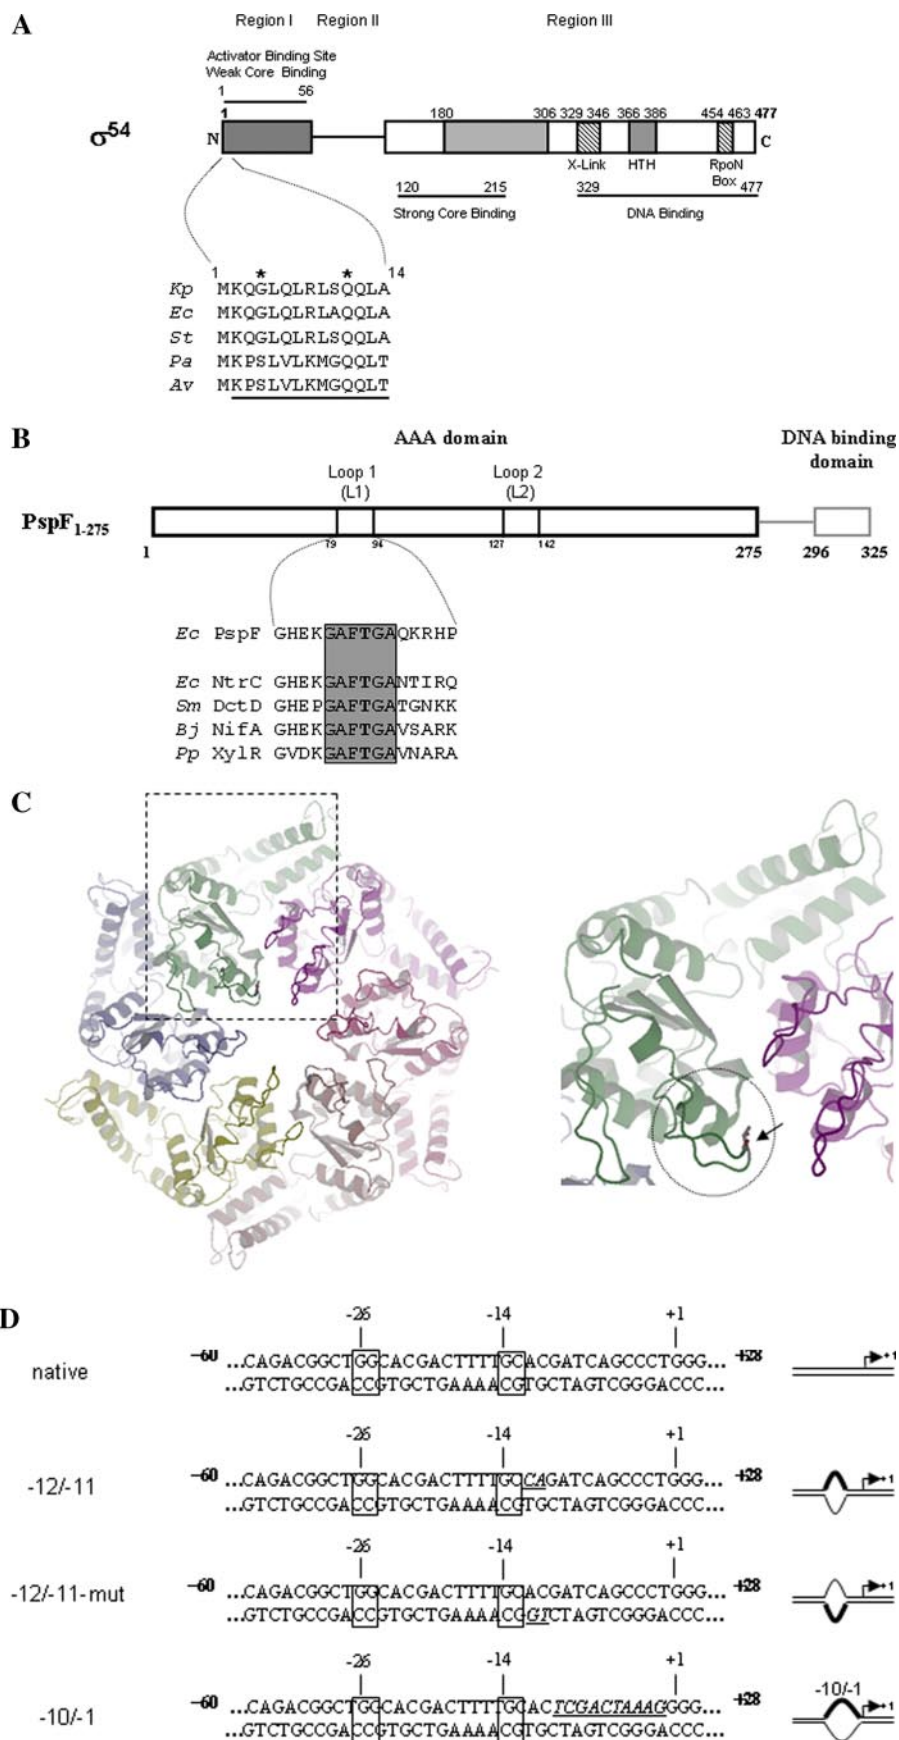 A
Region I Region II Region III
Activator Binding Site
Weak Core Binding
1 56
1 180 306 329 346 366 386 454 463 477
σ54 N C
X-Link HTH RpoN
Box
120 215 329 477
Strong Core Binding DNA Binding
1 * * 14
Kp MKQGLQLRLSQQLA
Ec MKQGLQLRLAQQLA
St MKQGLQLRLSQQLA
Pa MKPSLVLKMGQQLT
Av MKPSLVLKMGQQLT
B
AAA domain DNA binding
domain
Loop 1 Loop 2
(L1) (L2)
PspF1-275
1 79 94 127 142 275 296 325
Ec PspF GHEKGAFTGAQKRHP
Ec NtrC GHEKGAFTGANTIRQ
Sm DctD GHEPGAFTGATGNKK
Bj NifA GHEKGAFTGAVSARK
Pp XylR GVDKGAFTGAVNARA
C
D
-26 -14 +1
native
-60 ...CAGACGGCTGGCACGACTTTTGCACGATCAGCCCTGGG... +28 +1
...GTCTGCCGACCGTGCTGAAAACGTGCTAGTCGGGACCC...
-26 -14 +1
-12/-11
-60 ...CAGACGGCTGGCACGACTTTTGCCAGATCAGCCCTGGG... +28 +1
...GTCTGCCGACCGTGCTGAAAACGTGCTAGTCGGGACCC...
-26 -14 +1
-12/-11-mut
-60 ...CAGACGGCTGGCACGACTTTTGCACGATCAGCCCTGGG... +28 +1
...GTCTGCCGACCGTGCTGAAAACGGTCTAGTCGGGACCC...
-26 -14 +1
-10/-1
-60 ...CAGACGGCTGGCACGACTTTTGCACTCGACTAAAGGGG... +28 -10/-1 +1
...GTCTGCCGACCGTGCTGAAAACGTGCTAGTCGGGACCC...